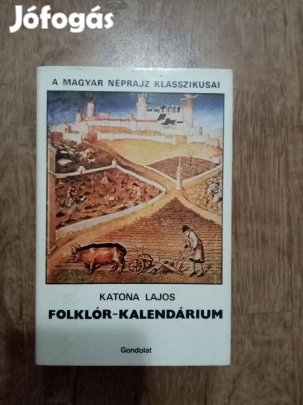 Jófogás
A MAGYAR NÉPRAJZ KLASSZIKUSAI
KATONA LAJOS
FOLKLÓR-KALENDÁRIUM
Gondolat